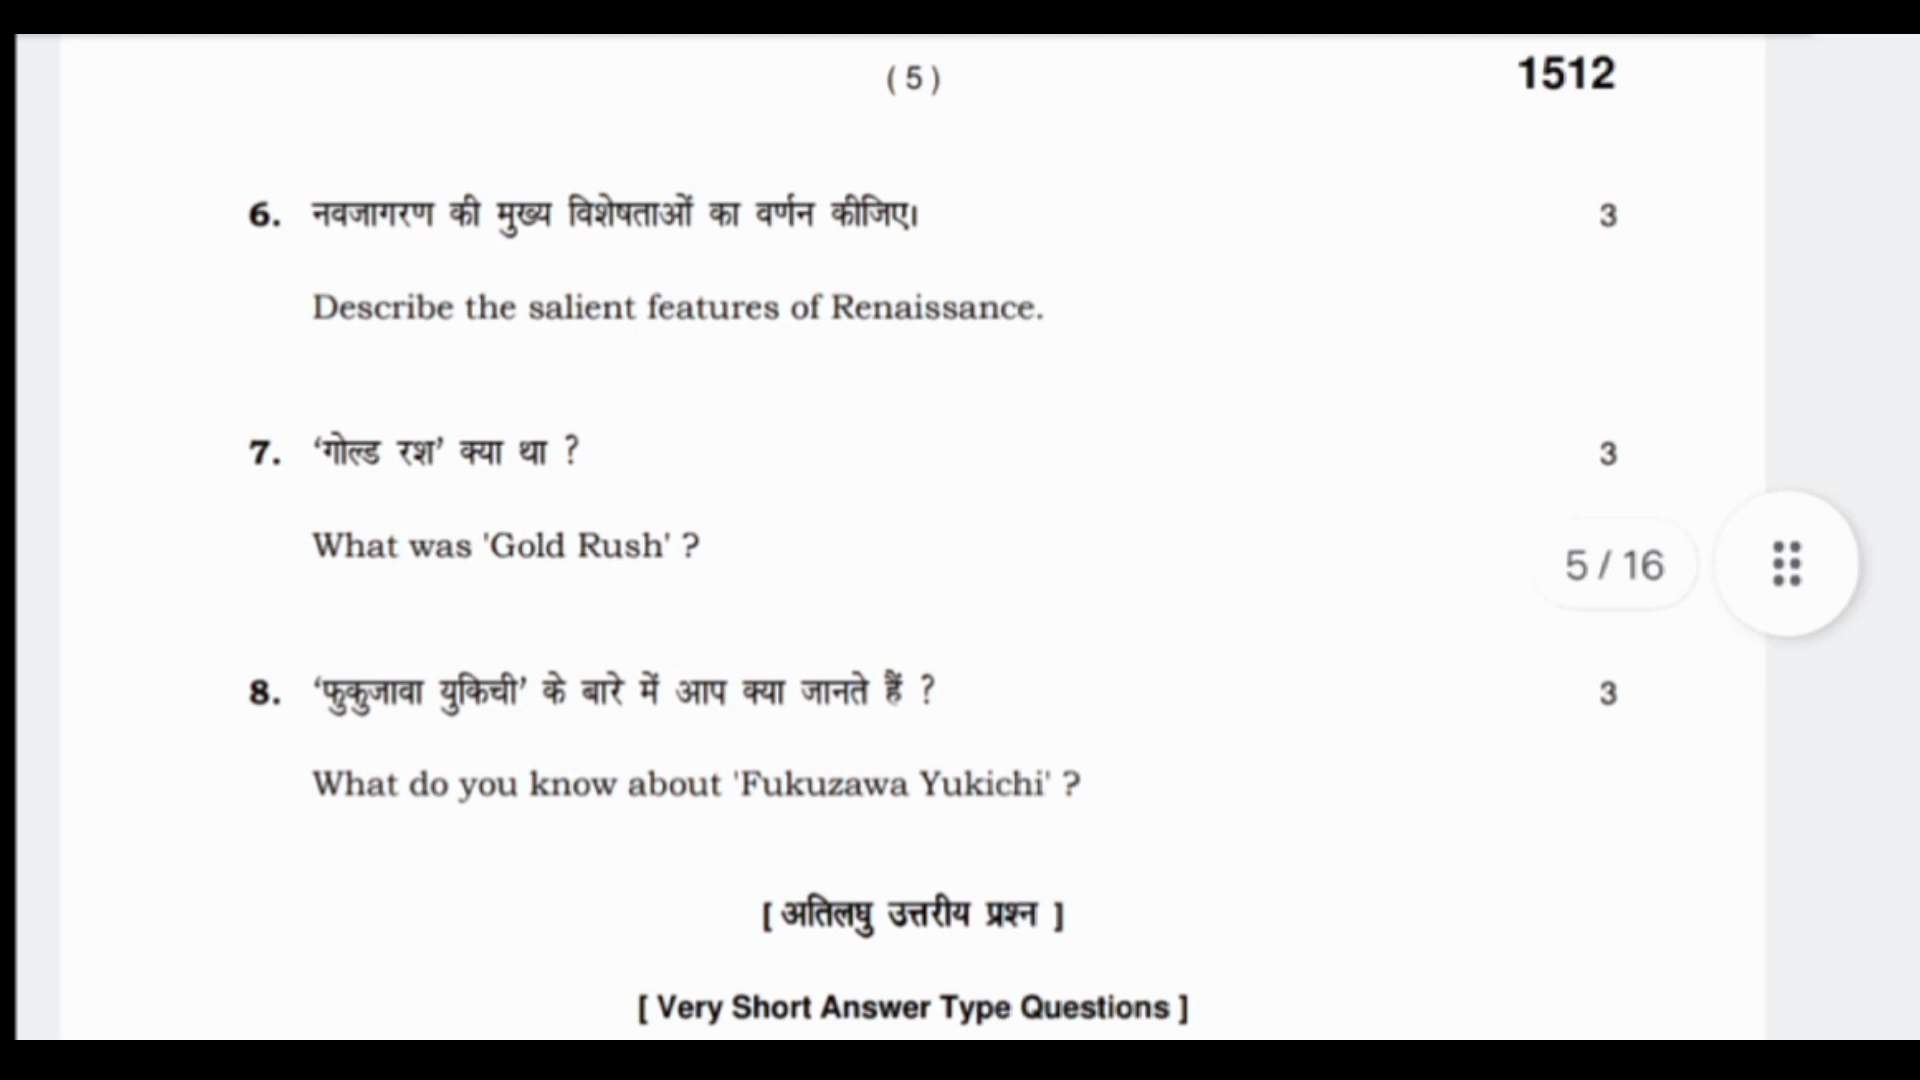 (5) 1512
6. नवजागरण की मुख्य विशेषताओं का वर्णन कीजिए। 3
Describe the salient features of Renaissance.
7. ‘गोल्ड रश’ क्या था ? 3
What was 'Gold Rush' ?
5 / 16
8. ‘फुकुजावा युकिची’ के बारे में आप क्या जानते हैं ? 3
What do you know about 'Fukuzawa Yukichi' ?
[ अतिलघु उत्तरीय प्रश्न ]
[ Very Short Answer Type Questions ]